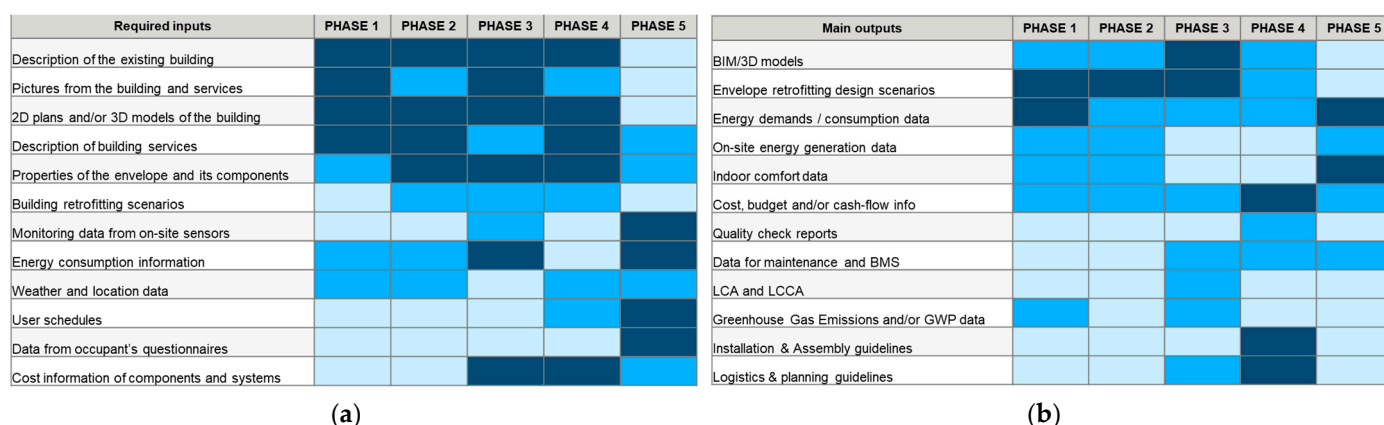 Required inputs PHASE 1 PHASE 2 PHASE 3 PHASE 4 PHASE 5
Description of the existing building
Pictures from the building and services
2D plans and/or 3D models of the building
Description of building services
Properties of the envelope and its components
Building retrofitting scenarios
Monitoring data from on-site sensors
Energy consumption information
Weather and location data
User schedules
Data from occupant's questionnaires
Cost information of components and systems
(a)
Main outputs PHASE 1 PHASE 2 PHASE 3 PHASE 4 PHASE 5
BIM/3D models
Envelope retrofitting design scenarios
Energy demands / consumption data
On-site energy generation data
Indoor comfort data
Cost, budget and/or cash-flow info
Quality check reports
Data for maintenance and BMS
LCA and LCCA
Greenhouse Gas Emissions and/or GWP data
Installation & Assembly guidelines
Logistics & planning guidelines
(b)